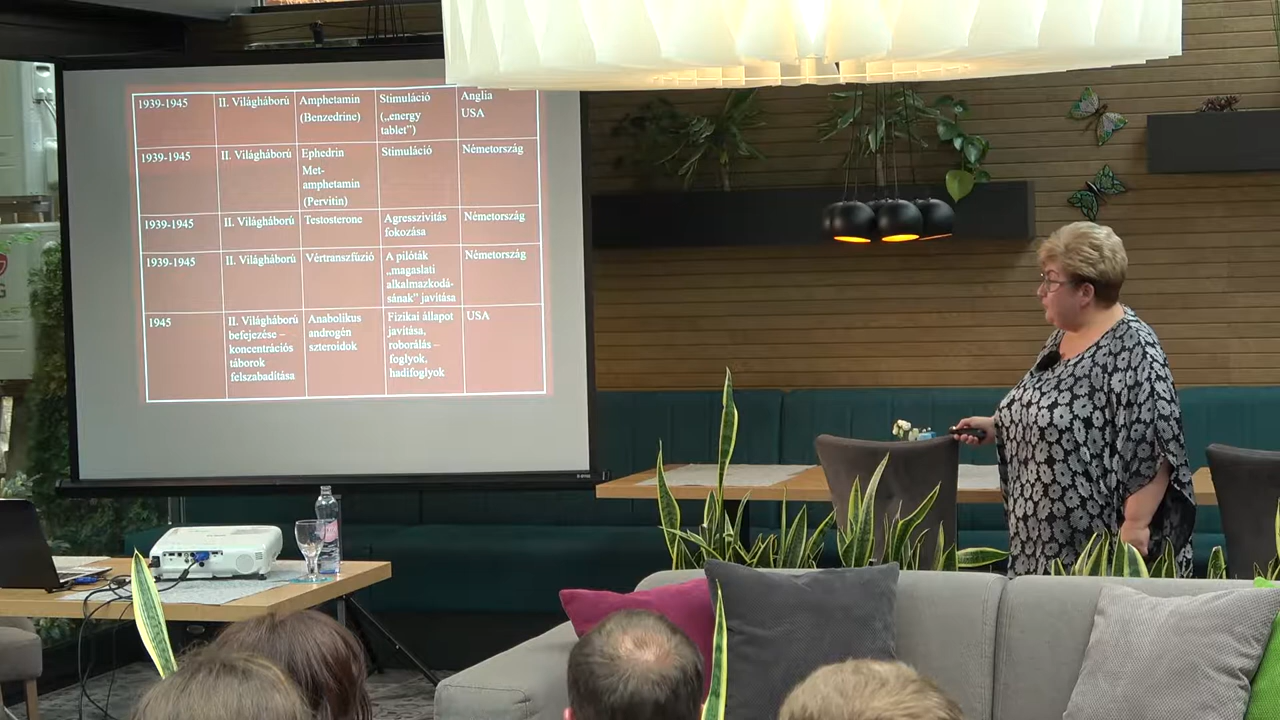 1939-1945 II. Világháború Amphetamin Stimuláció Anglia
(Benzedrine) („energy USA
tablet”)
1939-1945 II. Világháború Ephedrin Stimuláció Németország
Met-
amphetamin
(Pervitin)
1939-1945 II. Világháború Testosterone Agresszivitás Németország
fokozása
1939-1945 II. Világháború Vértranszfúzió A pilóták Németország
„magaslati
alkalmazkodá-
sának” javítása
1945 II. Világháború Anabolikus Fizikai állapot USA
befejezése – androgén javítása,
koncentrációs szteroidok roborálás –
táborok foglyok,
felszabadítása hadifoglyok